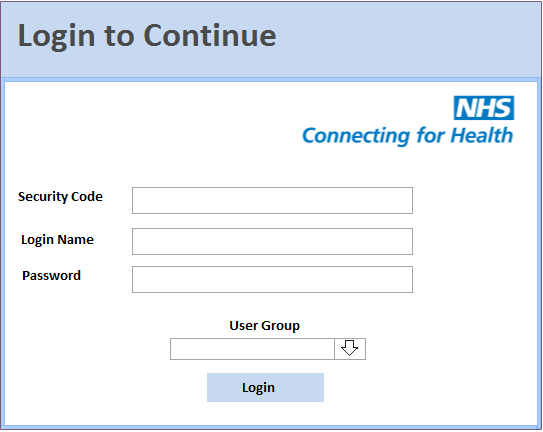 Login to Continue
NHS
Connecting for Health
Security Code
Login Name
Password
User Group
Login